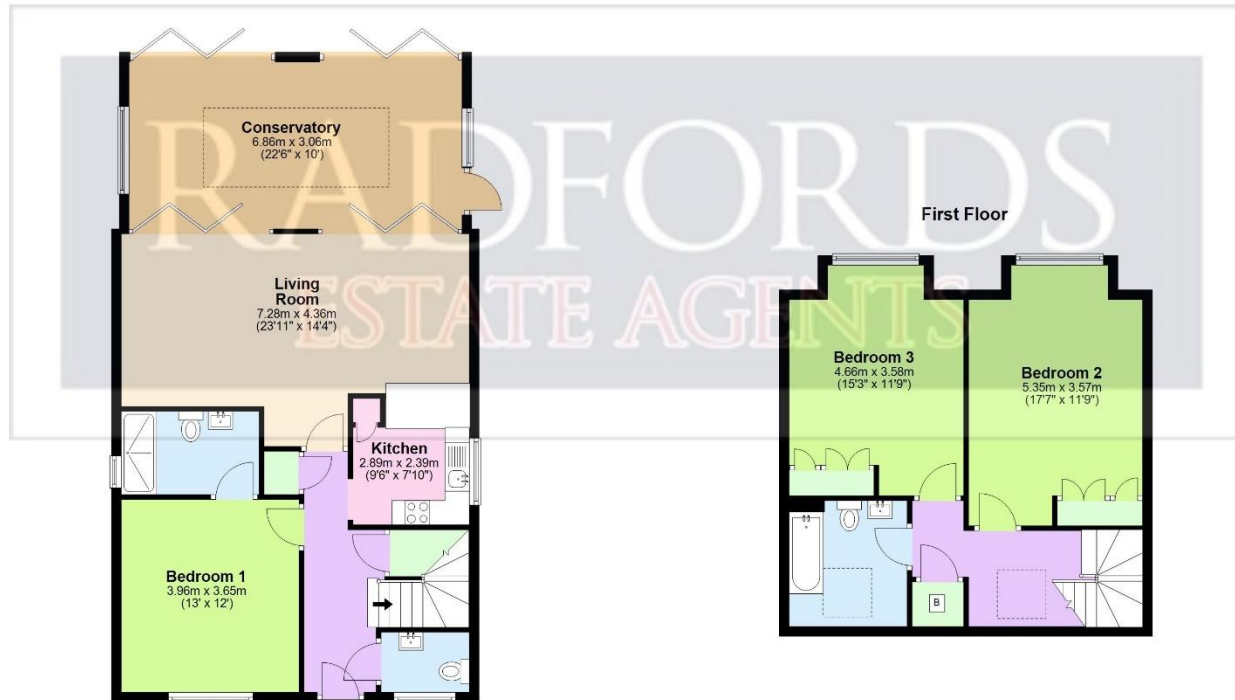 RADFORDS
ESTATE AGENTS
Conservatory
6.86m x 3.06m
(22'6" x 10')
Living
Room
7.28m x 4.36m
(23'11" x 14'4")
Kitchen
2.89m x 2.39m
(9'6" x 7'10")
Bedroom 1
3.96m x 3.65m
(13' x 12')
First Floor
Bedroom 3
4.66m x 3.58m
(15'3" x 11'9")
Bedroom 2
5.35m x 3.57m
(17'7" x 11'9")
B